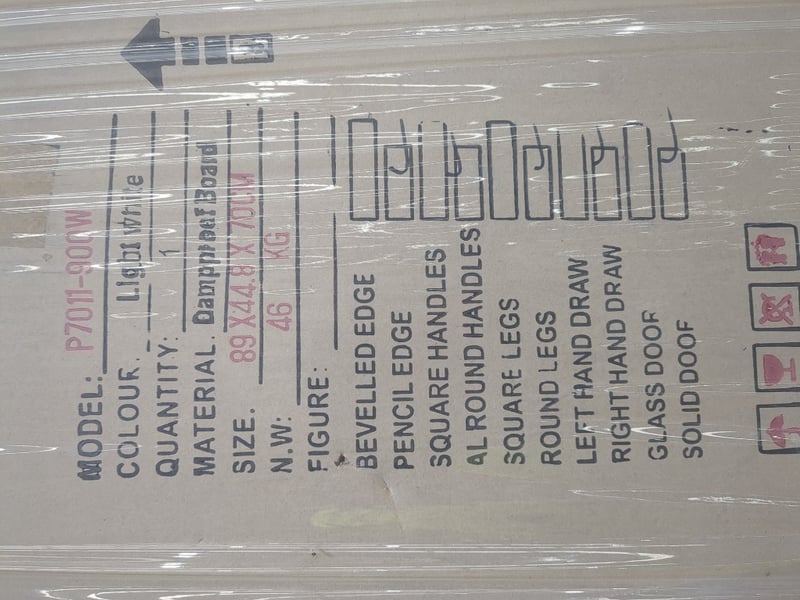 MODEL: P7011-900W
COLOUR. Light White
QUANTITY: 1
MATERIAL. Dampproof Board
SIZE. 89 X44.8 X 70CM
N.W: 46 KG
FIGURE:
BEVELLED EDGE
PENCIL EDGE
SQUARE HANDLES
AL ROUND HANDLES
SQUARE LEGS
ROUND LEGS
LEFT HAND DRAW
RIGHT HAND DRAW
GLASS DOOR
SOLID DOOF